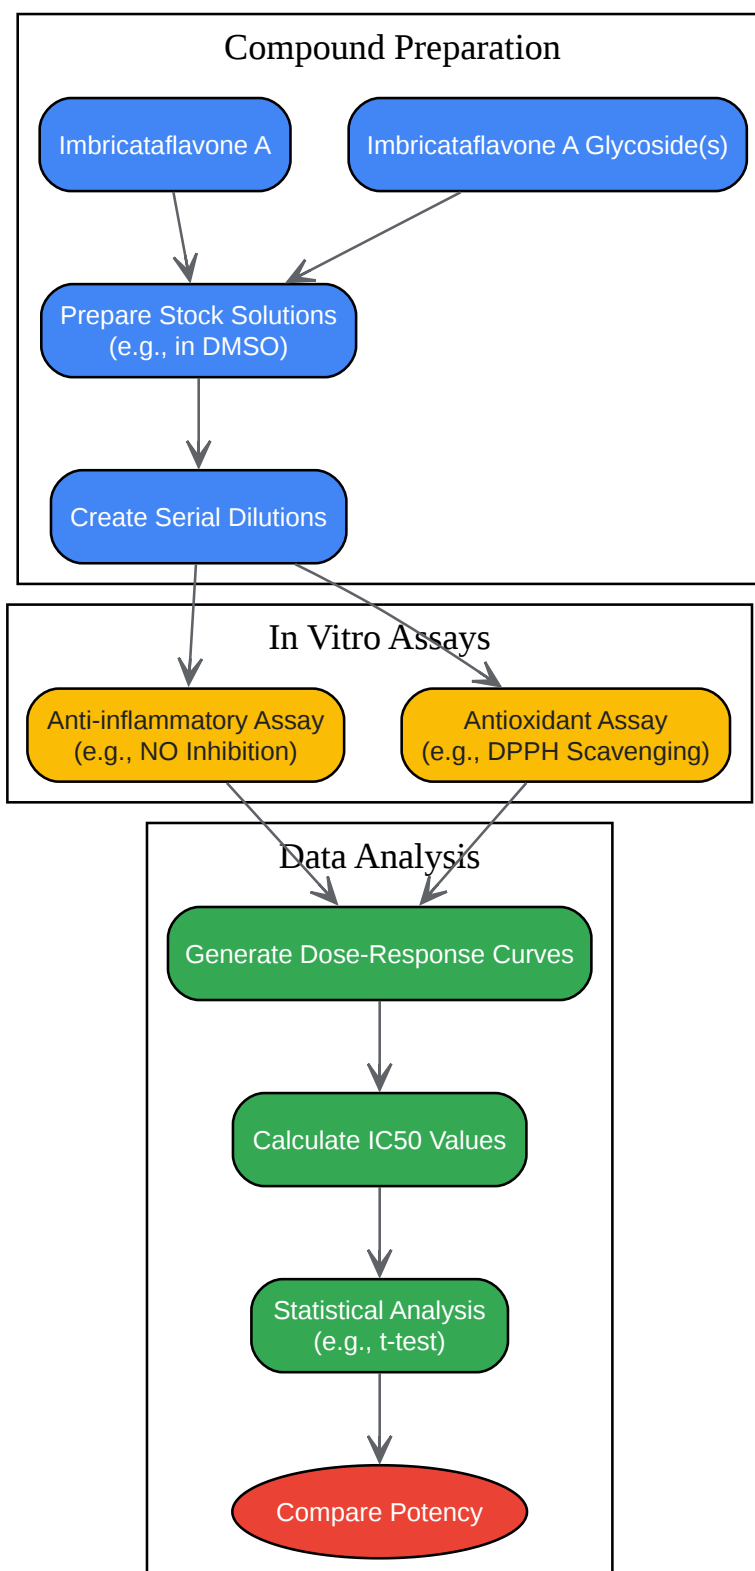 Compound Preparation
Imbricataflavone A
Imbricataflavone A Glycoside(s)
Prepare Stock Solutions
(e.g., in DMSO)
Create Serial Dilutions
In Vitro Assays
Anti-inflammatory Assay
(e.g., NO Inhibition)
Antioxidant Assay
(e.g., DPPH Scavenging)
Data Analysis
Generate Dose-Response Curves
Calculate IC50 Values
Statistical Analysis
(e.g., t-test)
Compare Potency